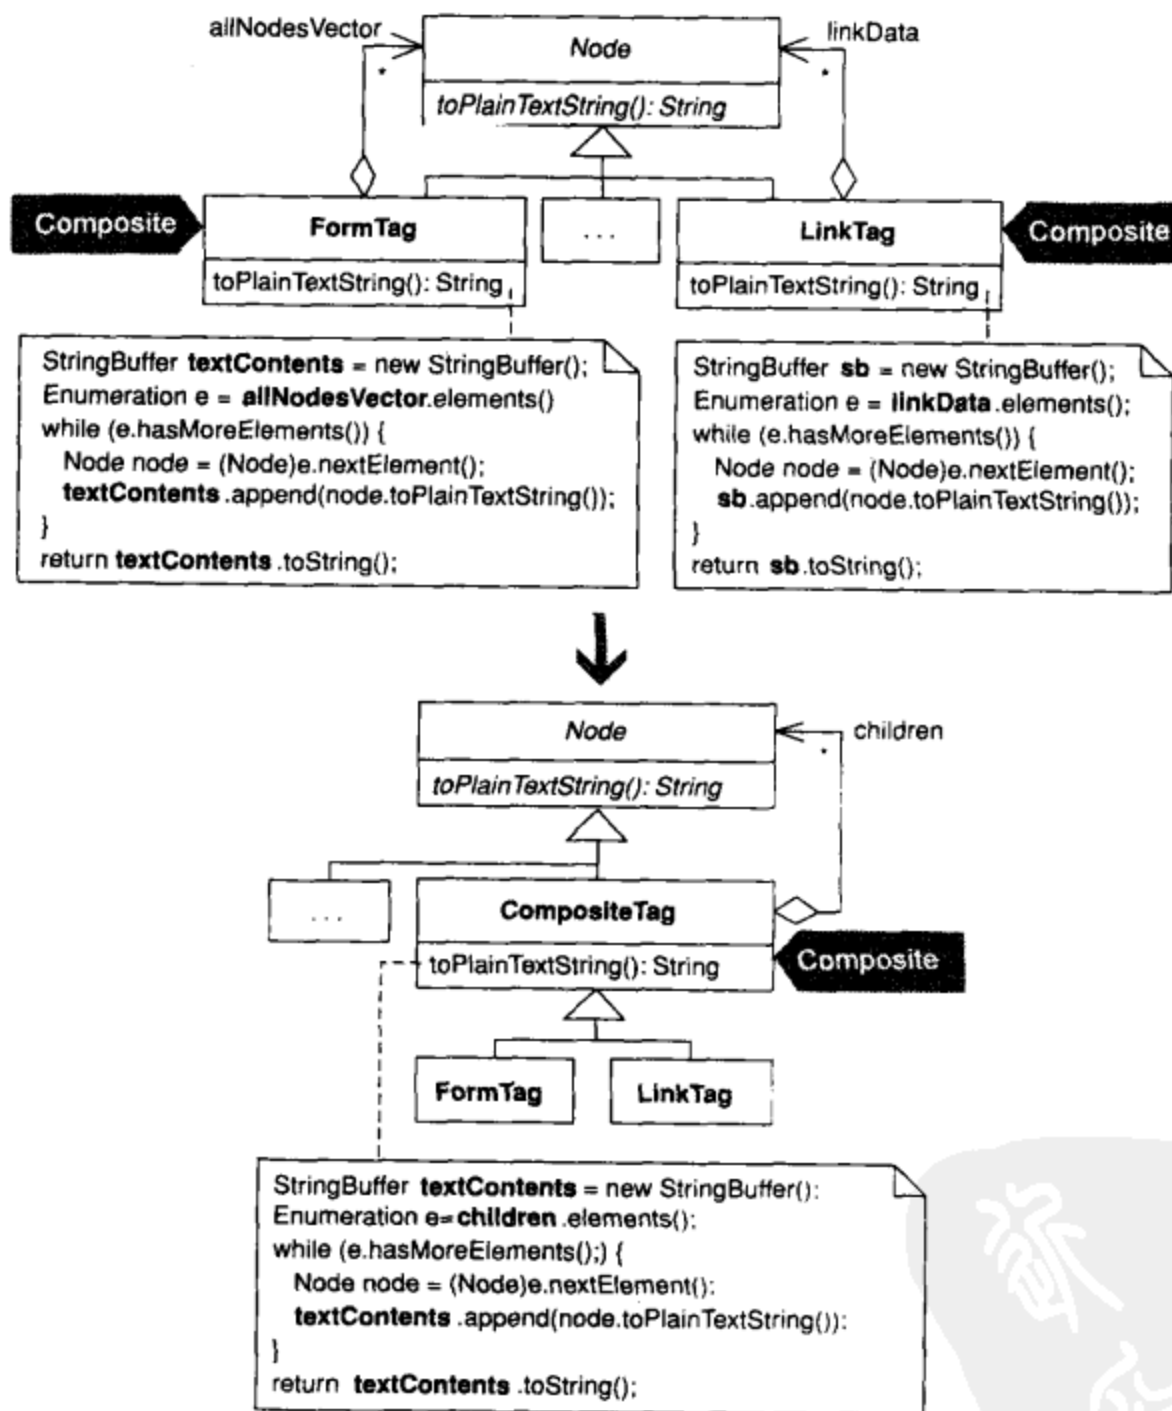 allNodesVector
*
Node
linkData
*
toPlainTextString(): String
Composite
FormTag
. . .
LinkTag
Composite
toPlainTextString(): String
toPlainTextString(): String
StringBuffer textContents = new StringBuffer();
Enumeration e = allNodesVector.elements()
while (e.hasMoreElements()) {
Node node = (Node)e.nextElement();
textContents.append(node.toPlainTextString());
}
return textContents.toString();
StringBuffer sb = new StringBuffer();
Enumeration e = linkData.elements();
while (e.hasMoreElements()) {
Node node = (Node)e.nextElement();
sb.append(node.toPlainTextString());
}
return sb.toString();
Node
children
*
toPlainTextString(): String
. . .
CompositeTag
toPlainTextString(): String
Composite
FormTag
LinkTag
StringBuffer textContents = new StringBuffer():
Enumeration e=children.elements():
while (e.hasMoreElements();) {
Node node = (Node)e.nextElement():
textContents.append(node.toPlainTextString()):
}
return textContents.toString();